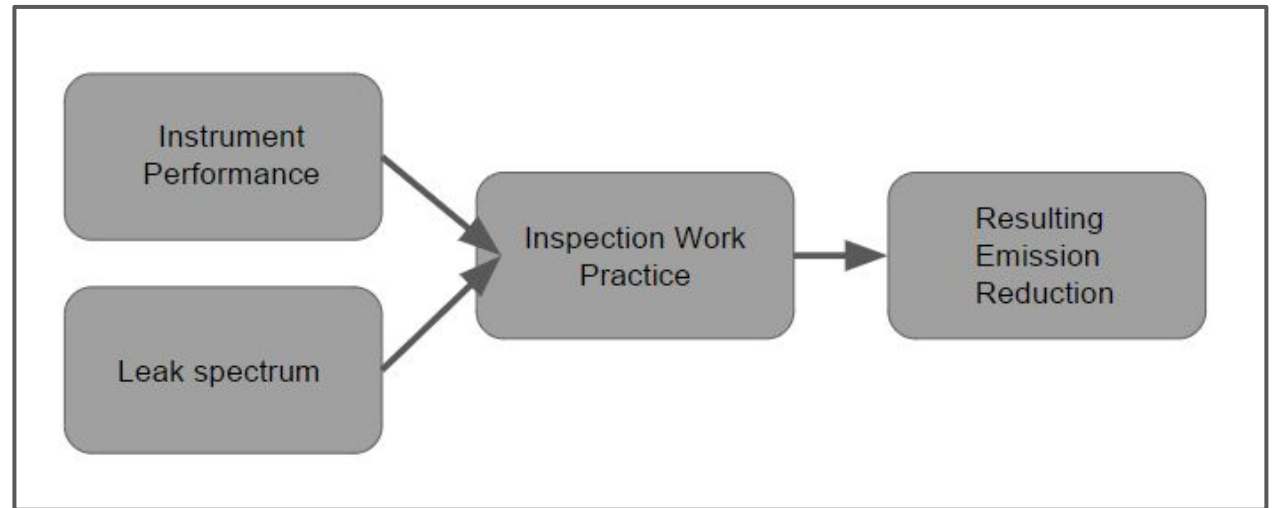 Instrument
Performance
Leak spectrum
Inspection Work
Practice
Resulting
Emission
Reduction